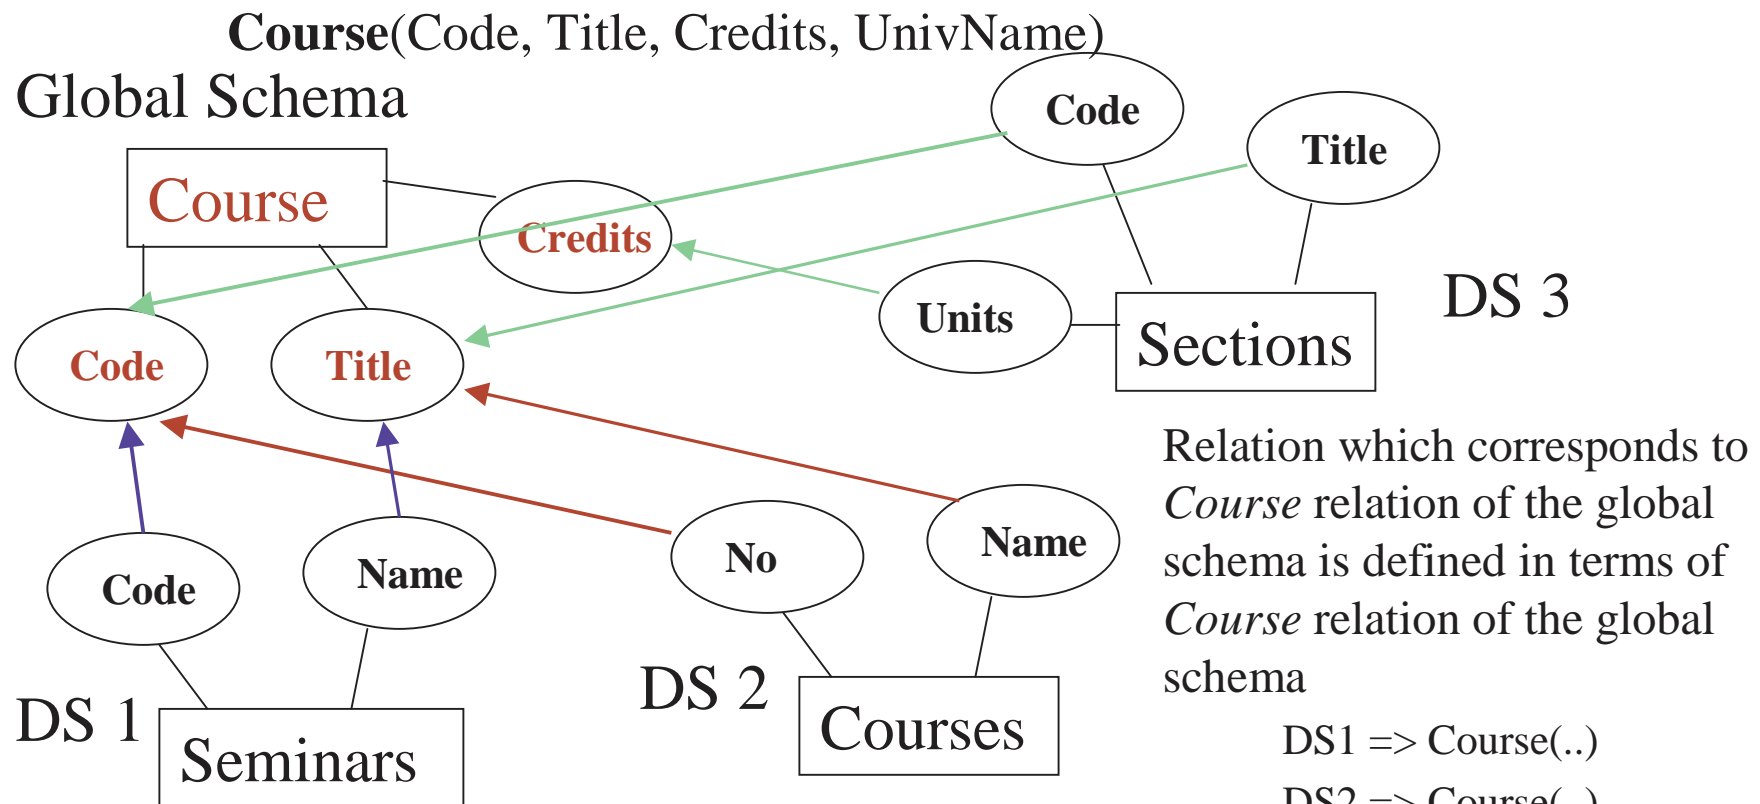 Course(Code, Title, Credits, UnivName)
Global Schema
Code
Title
Course
Credits
Units
Sections
DS 3
Code
Title
Relation which corresponds to
Course relation of the global
schema is defined in terms of
Course relation of the global
schema
Code
Name
No
Name
DS 1
Seminars
DS 2
Courses
DS1 => Course(..)
DS2 => Course(..)